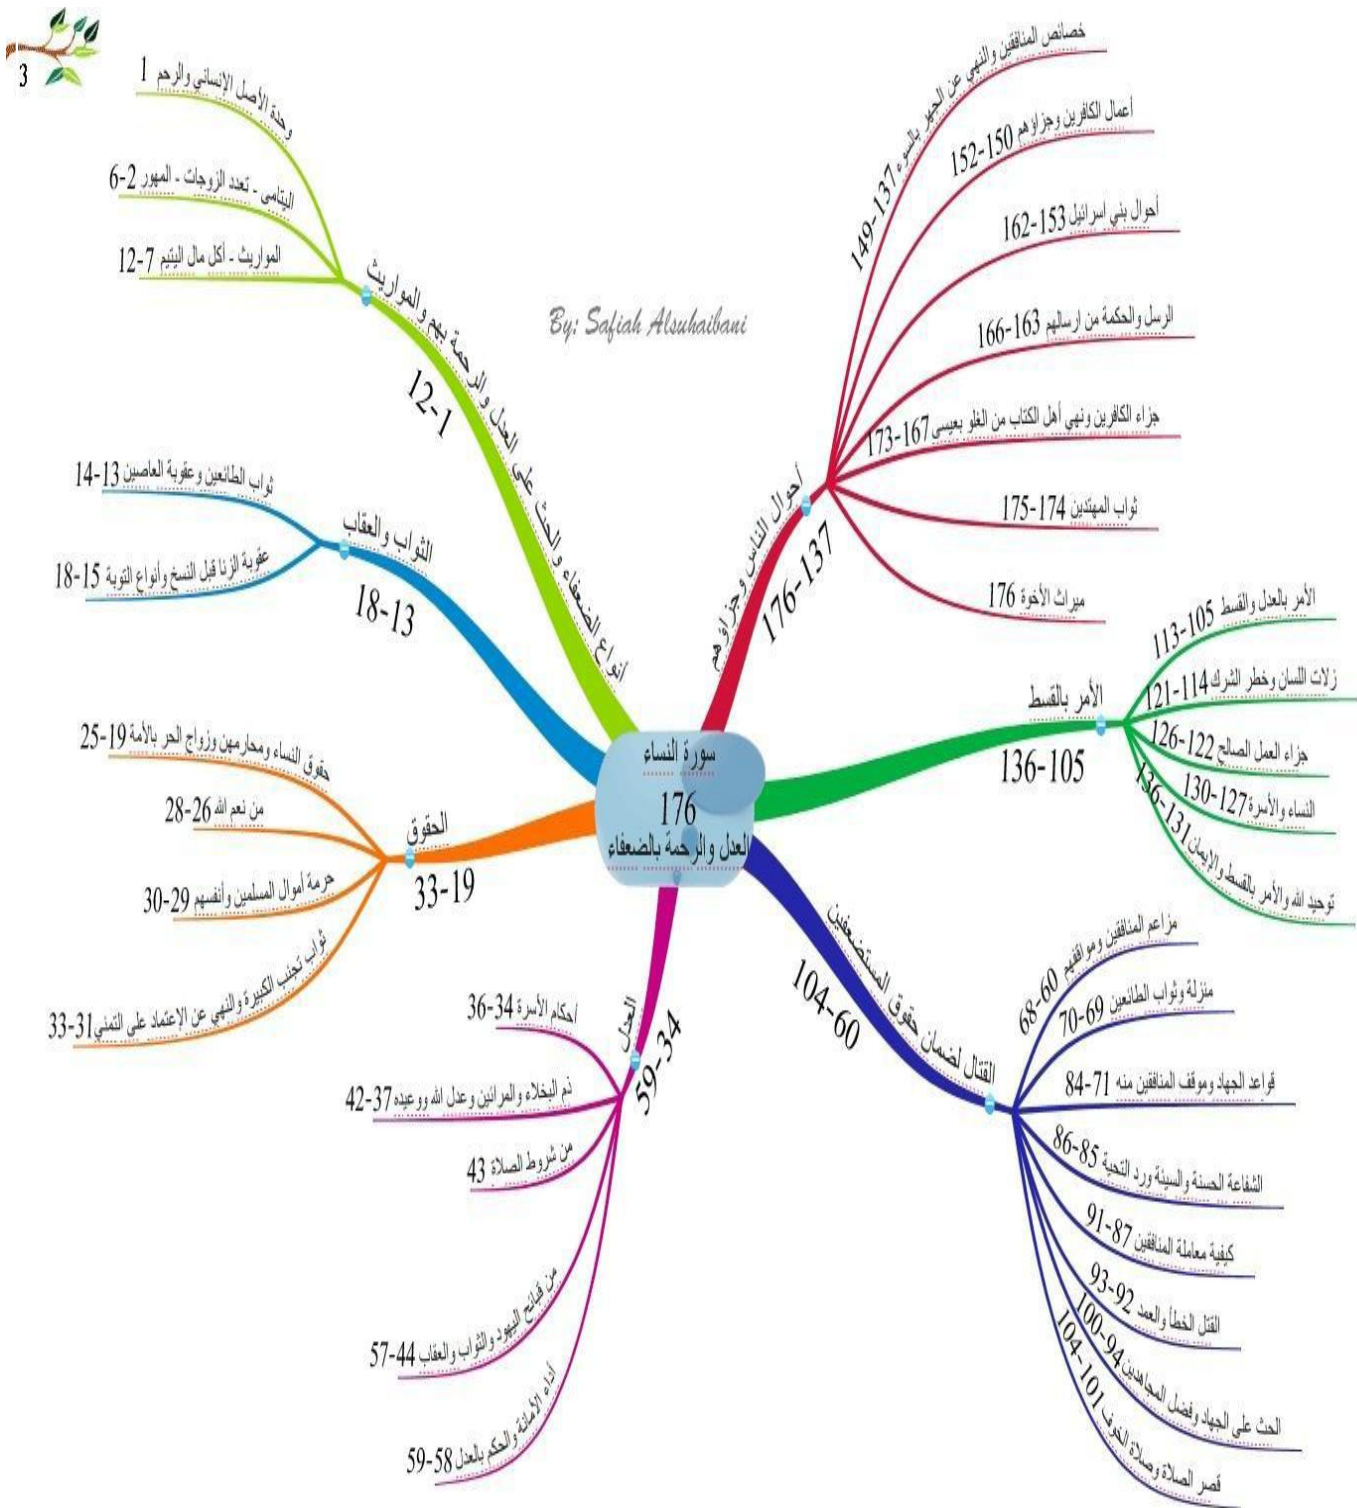 3
By: Safiah Alsuhaibani
سورة النساء
176
العدل والرحمة بالضعفاء
أنواع الضعفاء والحث على العدل والرحمة بهم والمواريث
12-1
وحدة الأصل الإنساني والرحم 1
اليتامى - تعدد الزوجات - المهور 2-6
المواريث - أكل مال اليتيم 7-12
الثواب والعقاب
18-13
ثواب الطائعين وعقوبة العاصين 13-14
عقوبة الزنا قبل النسخ وأنواع التوبة 15-18
الحقوق
33-19
حقوق النساء ومحارمهن وزواج الحر بالأمة 19-25
من نعم الله 26-28
حرمة أموال المسلمين وأنفسهم 29-30
ثواب تجنب الكبيرة والنهي عن الإعتماد على التمني 31-33
العدل
59-34
أحكام الأسرة 34-36
ذم البخلاء والمرائين وعدل الله ووعيده 37-42
من شروط الصلاة 43
من قبائح اليهود والثواب والعقاب 44-57
أداء الأمانة والحكم بالعدل 58-59
القتال لضمان حقوق المستضعفين
104-60
مزاعم المنافقين ومواقفهم 60-68
منزلة وثواب الطائعين 69-70
قواعد الجهاد وموقف المنافقين منه 71-84
الشفاعة الحسنة والسيئة ورد التحية 85-86
كيفية معاملة المنافقين 87-91
القتل الخطأ والعمد 92-93
الحث على الجهاد وفضل المجاهدين 94-100
قصر الصلاة وصلاة الخوف 101-104
الأمر بالقسط
136-105
الأمر بالعدل والقسط 105-113
زلات اللسان وخطر الشرك 114-121
جزاء العمل الصالح 122-126
النساء والأسرة 127-130
توحيد الله والأمر بالقسط والإيمان 131-136
أحوال الناس وجزاؤهم
176-137
خصائص المنافقين والنهي عن الجهر بالسوء 137-149
أعمال الكافرين وجزاؤهم 150-152
أحوال بني اسرائيل 153-162
الرسل والحكمة من ارسالهم 163-166
جزاء الكافرين ونهي أهل الكتاب من الغلو بعيسى 167-173
ثواب المهتدين 174-175
ميراث الأخوة 176